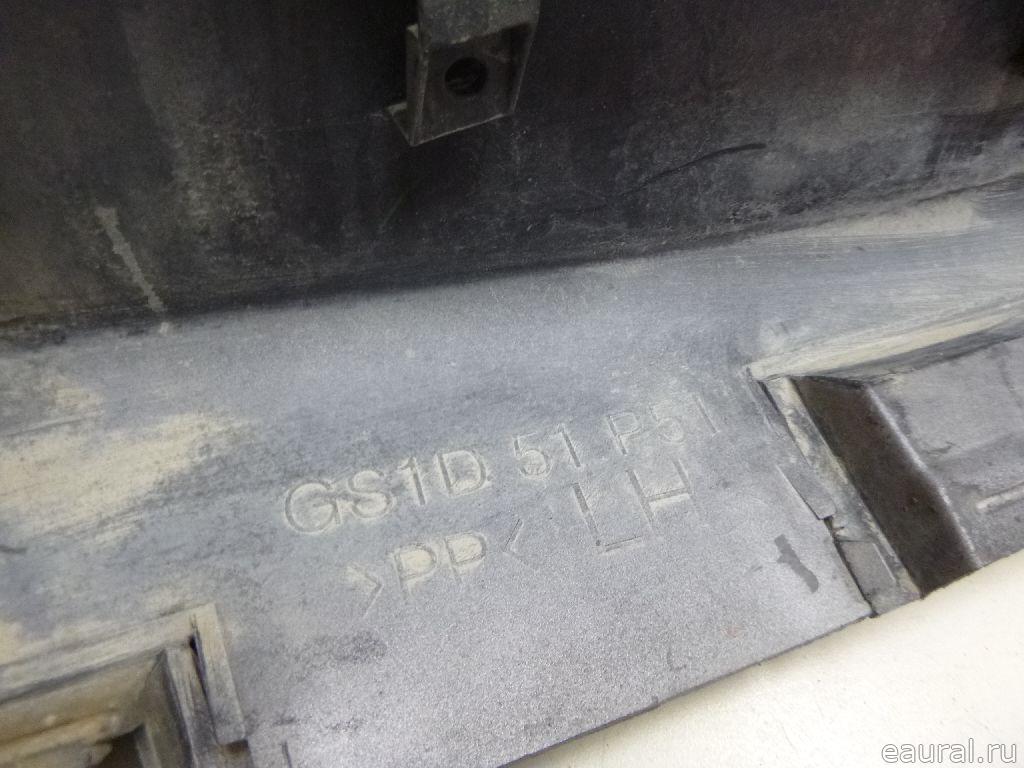 GS1D 51 P51
>PP< LH
eaural.ru